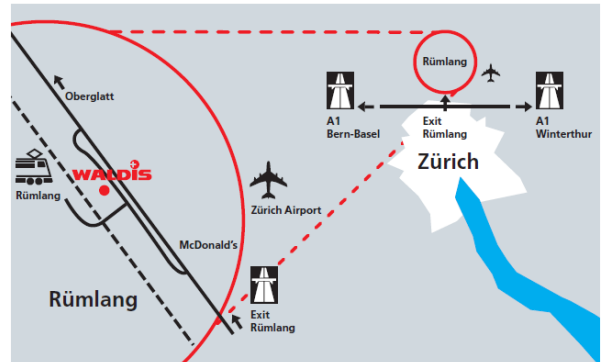 Oberglatt
Rümlang
WALDIS
McDonald's
Rümlang
Zürich Airport
Exit
Rümlang
Rümlang
A1
Bern-Basel
Exit
Rümlang
A1
Winterthur
Zürich